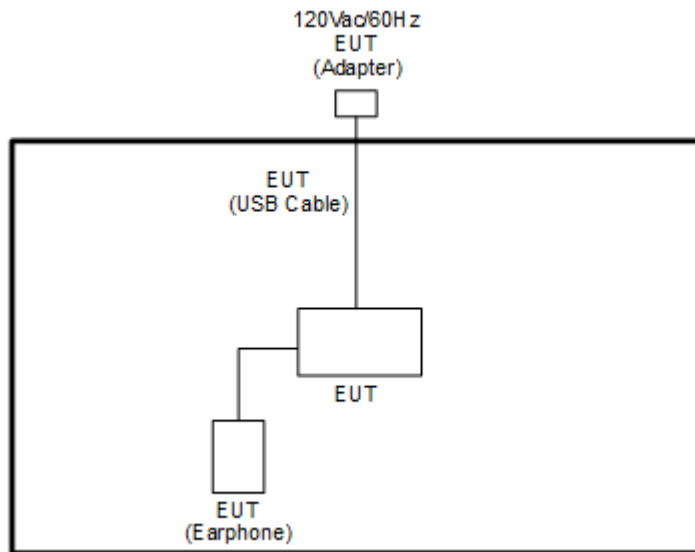 120Vac/60Hz
EUT
(Adapter)
EUT
(USB Cable)
EUT
EUT
(Earphone)